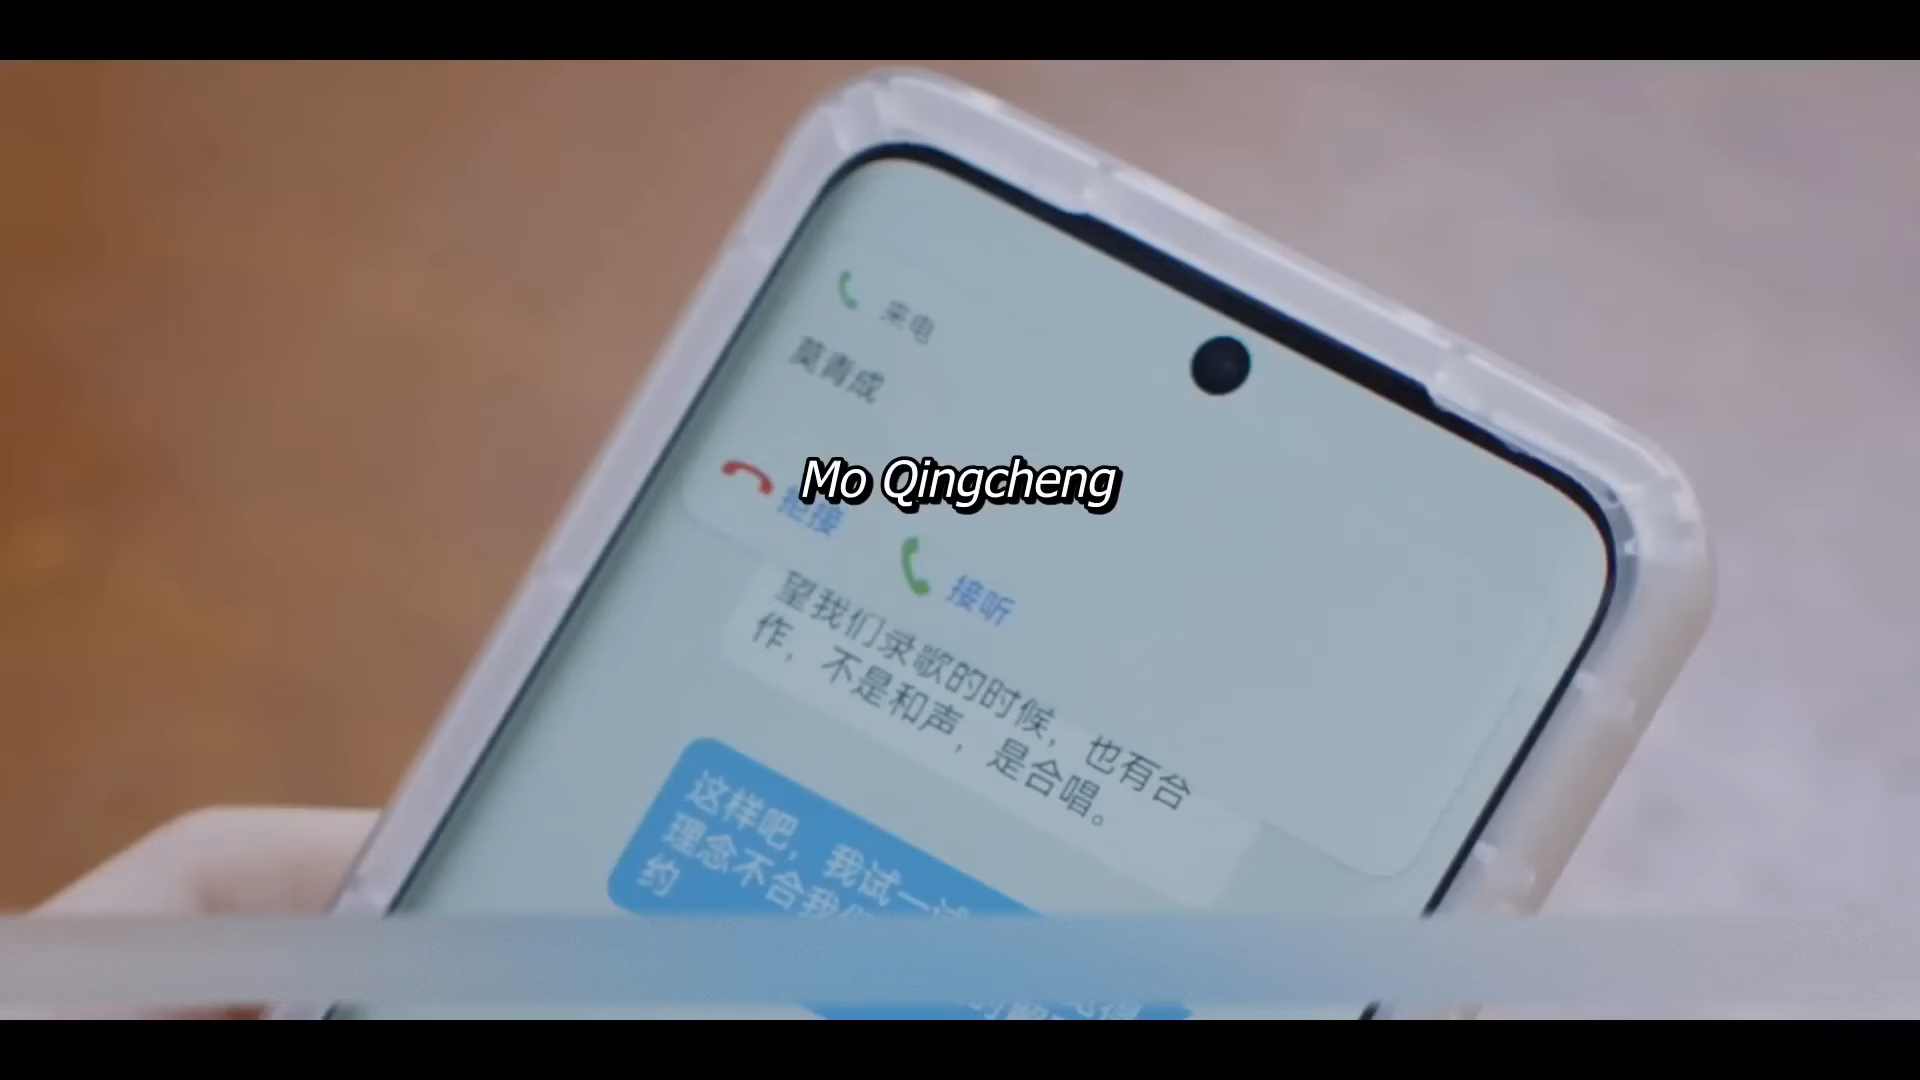 来电
莫青成
Mo Qingcheng
拒接
接听
望我们录歌的时候，也有合
作，不是和声，是合唱。
这样吧，我试一试
理念不合我们
约